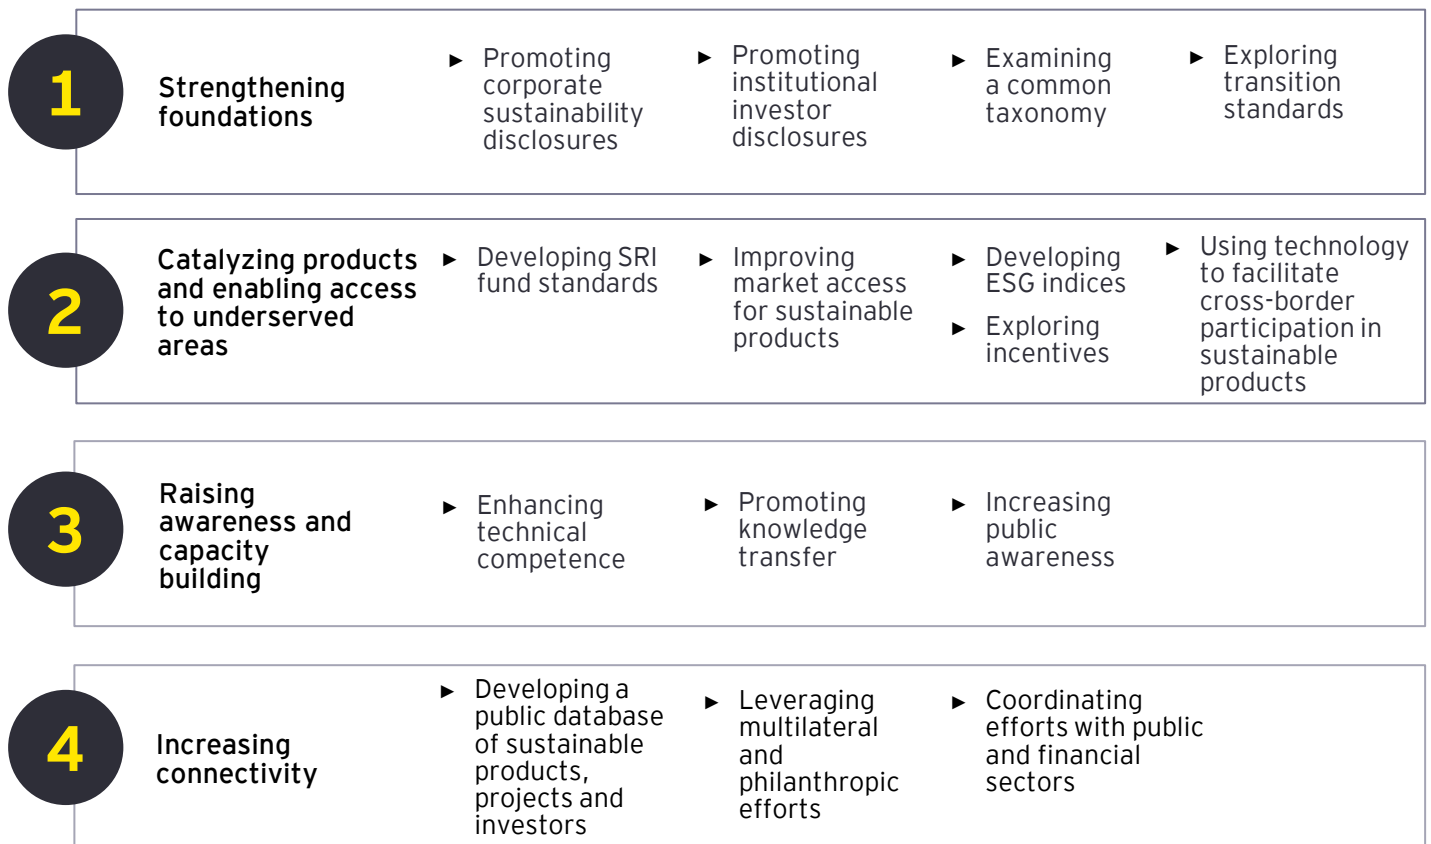 1
Strengthening
foundations
► Promoting
corporate
sustainability
disclosures
► Promoting
institutional
investor
disclosures
► Examining
a common
taxonomy
► Exploring
transition
standards
2
Catalyzing products
and enabling access
to underserved
areas
► Developing SRI
fund standards
► Improving
market access
for sustainable
products
► Developing
ESG indices
► Exploring
incentives
► Using technology
to facilitate
cross-border
participation in
sustainable
products
3
Raising
awareness and
capacity
building
► Enhancing
technical
competence
► Promoting
knowledge
transfer
► Increasing
public
awareness
4
Increasing
connectivity
► Developing a
public database
of sustainable
products,
projects and
investors
► Leveraging
multilateral
and
philanthropic
efforts
► Coordinating
efforts with public
and financial
sectors